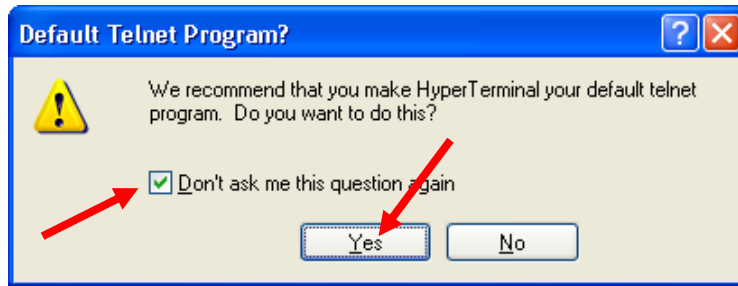 Default Telnet Program?
We recommend that you make HyperTerminal your default telnet
program. Do you want to do this?
Don't ask me this question again
Yes No